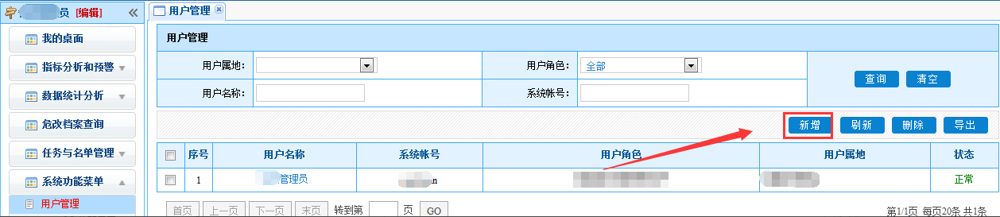 员 [编辑]
用户管理
我的桌面
指标分析和预警
数据统计分析
危改档案查询
任务与名单管理
系统功能菜单
用户管理
用户管理
用户属地: 用户角色: 全部
用户名称: 系统帐号:
查询 清空
新增 刷新 删除 导出
序号 用户名称 系统帐号 用户角色 用户属地 状态
1 管理员 n 正常
首页 上一页 下一页 末页 转到第 页 GO 第1/1页 每页20条 共1条